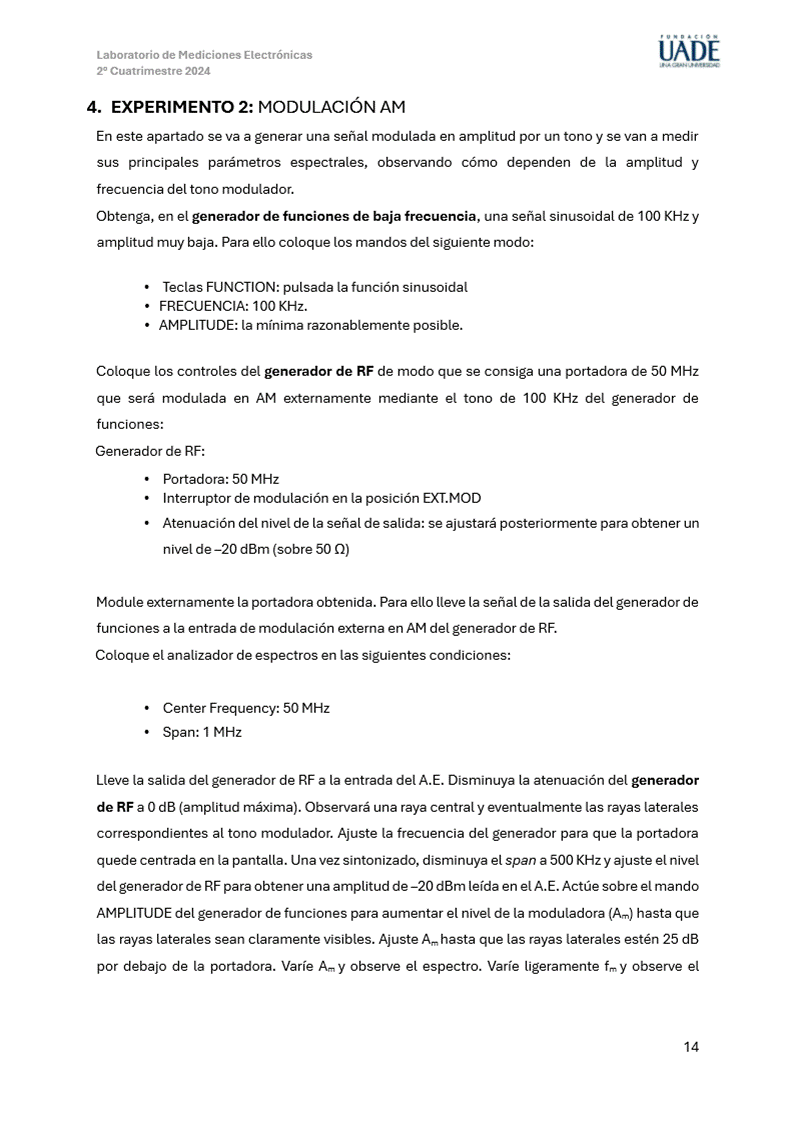 Laboratorio de Mediciones Electrónicas
2° Cuatrimestre 2024
FUNDACIÓN
UADE
UNA GRAN UNIVERSIDAD
4. EXPERIMENTO 2: MODULACIÓN AM
En este apartado se va a generar una señal modulada en amplitud por un tono y se van a medir
sus principales parámetros espectrales, observando cómo dependen de la amplitud y
frecuencia del tono modulador.
Obtenga, en el generador de funciones de baja frecuencia, una señal sinusoidal de 100 KHz y
amplitud muy baja. Para ello coloque los mandos del siguiente modo:
• Teclas FUNCTION: pulsada la función sinusoidal
• FRECUENCIA: 100 KHz.
• AMPLITUDE: la mínima razonablemente posible.
Coloque los controles del generador de RF de modo que se consiga una portadora de 50 MHz
que será modulada en AM externamente mediante el tono de 100 KHz del generador de
funciones:
Generador de RF:
• Portadora: 50 MHz
• Interruptor de modulación en la posición EXT.MOD
• Atenuación del nivel de la señal de salida: se ajustará posteriormente para obtener un
nivel de –20 dBm (sobre 50 Ω)
Module externamente la portadora obtenida. Para ello lleve la señal de la salida del generador de
funciones a la entrada de modulación externa en AM del generador de RF.
Coloque el analizador de espectros en las siguientes condiciones:
• Center Frequency: 50 MHz
• Span: 1 MHz
Lleve la salida del generador de RF a la entrada del A.E. Disminuya la atenuación del generador
de RF a 0 dB (amplitud máxima). Observará una raya central y eventualmente las rayas laterales
correspondientes al tono modulador. Ajuste la frecuencia del generador para que la portadora
quede centrada en la pantalla. Una vez sintonizado, disminuya el span a 500 KHz y ajuste el nivel
del generador de RF para obtener una amplitud de –20 dBm leída en el A.E. Actúe sobre el mando
AMPLITUDE del generador de funciones para aumentar el nivel de la moduladora (Aₘ) hasta que
las rayas laterales sean claramente visibles. Ajuste Aₘ hasta que las rayas laterales estén 25 dB
por debajo de la portadora. Varíe Aₘ y observe el espectro. Varíe ligeramente fₘ y observe el
14